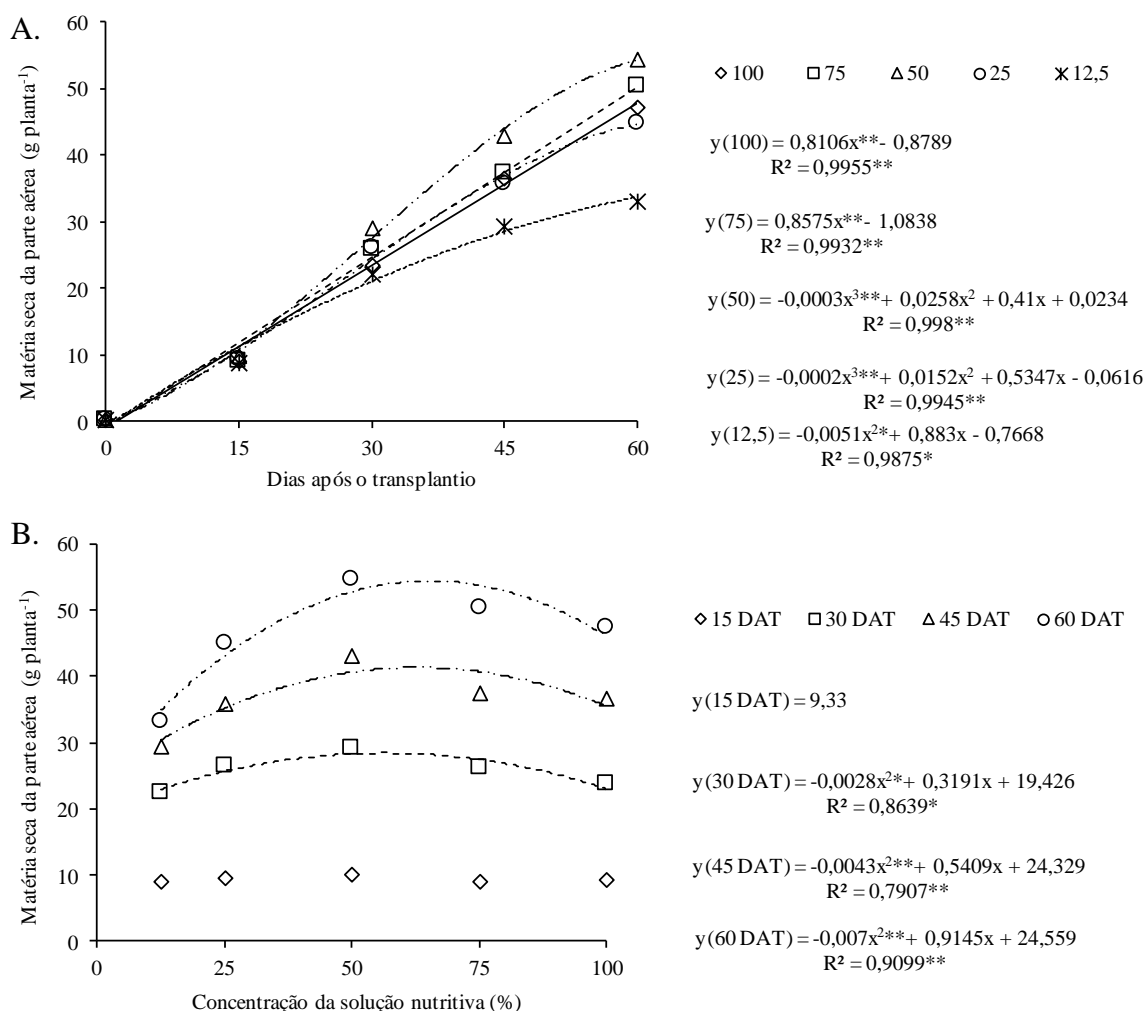 A.
Matéria seca da parte aérea (g planta⁻¹)
60
50
40
30
20
10
0
0 15 30 45 60
Dias após o transplantio
100 75 50 25 12,5
y(100) = 0,8106x**- 0,8789
R² = 0,9955**
y(75) = 0,8575x**- 1,0838
R² = 0,9932**
y(50) = -0,0003x³**+ 0,0258x² + 0,41x + 0,0234
R² = 0,998**
y(25) = -0,0002x³**+ 0,0152x² + 0,5347x - 0,0616
R² = 0,9945**
y(12,5) = -0,0051x²*+ 0,883x - 0,7668
R² = 0,9875*
B.
Matéria seca da parte aérea (g planta⁻¹)
60
50
40
30
20
10
0
0 25 50 75 100
Concentração da solução nutritiva (%)
15 DAT 30 DAT 45 DAT 60 DAT
y(15 DAT) = 9,33
y(30 DAT) = -0,0028x²*+ 0,3191x + 19,426
R² = 0,8639*
y(45 DAT) = -0,0043x²**+ 0,5409x + 24,329
R² = 0,7907**
y(60 DAT) = -0,007x²**+ 0,9145x + 24,559
R² = 0,9099**